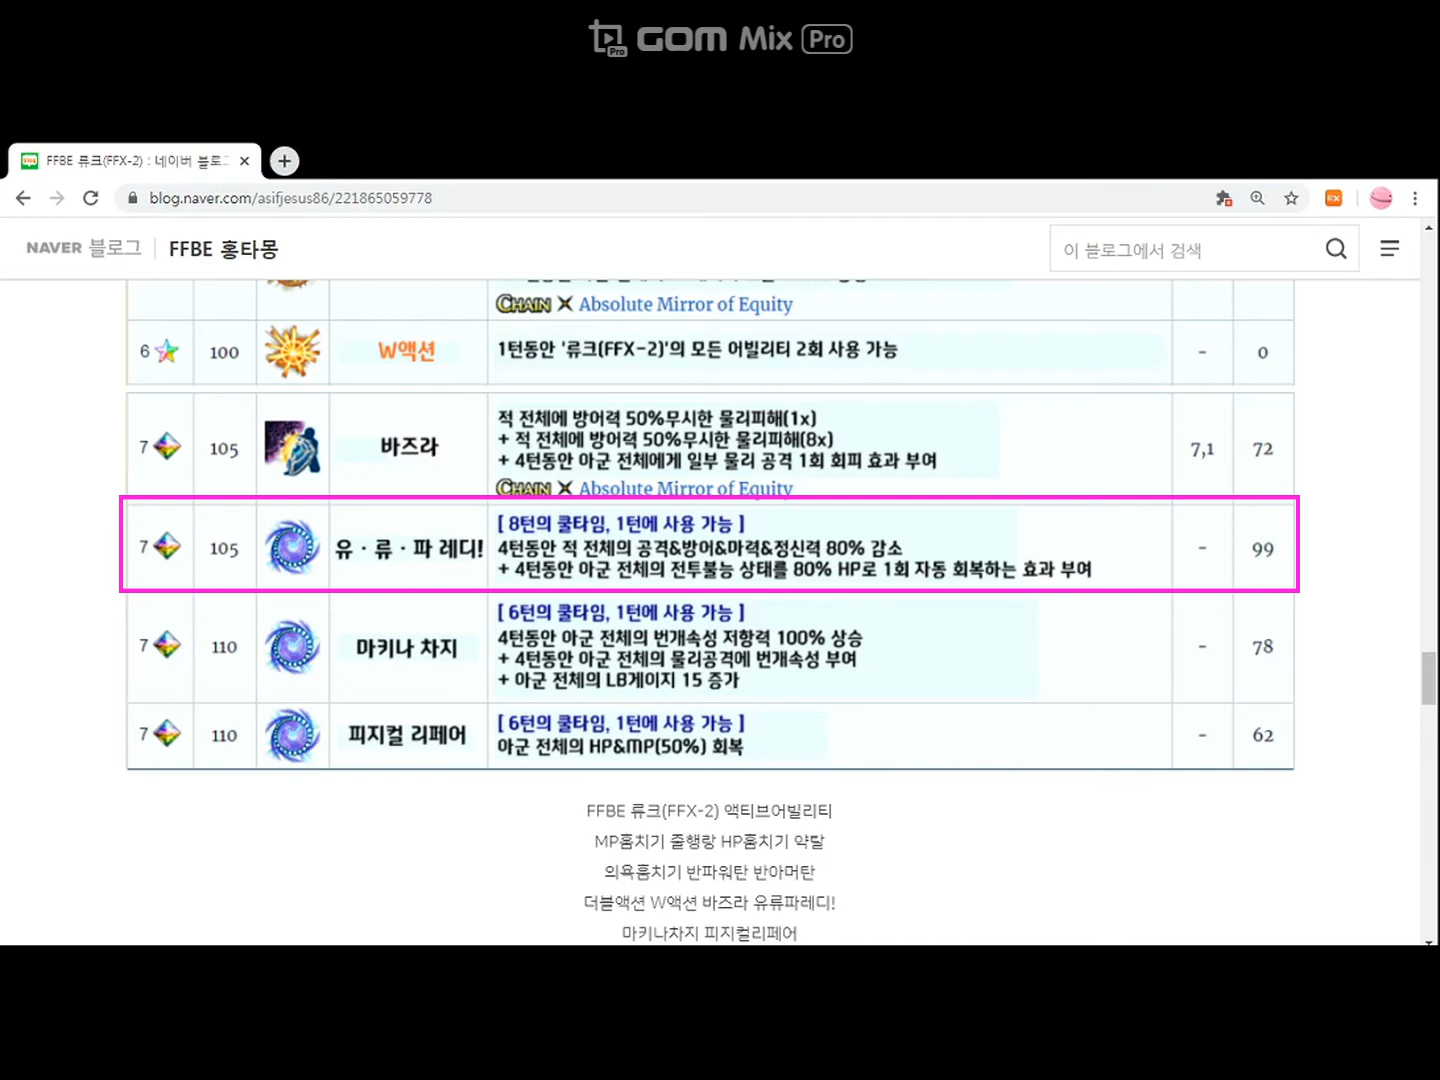 GOM Mix Pro
FFBE 류크(FFX-2) : 네이버 블로그
blog.naver.com/asifjesus86/221865059778
NAVER 블로그 FFBE 홍타몽
이 블로그에서 검색
CHAIN X Absolute Mirror of Equity
6 100 W액션 1턴동안 '류크(FFX-2)'의 모든 어빌리티 2회 사용 가능 - 0
적 전체에 방어력 50%무시한 물리피해(1x)
+ 적 전체에 방어력 50%무시한 물리피해(8x)
7 105 바즈라 + 4턴동안 아군 전체에게 일부 물리 공격 1회 회피 효과 부여 7,1 72
CHAIN X Absolute Mirror of Equity
[ 8턴의 쿨타임, 1턴에 사용 가능 ]
7 105 유 · 류 · 파 레디! 4턴동안 적 전체의 공격&방어&마력&정신력 80% 감소 - 99
+ 4턴동안 아군 전체의 전투불능 상태를 80% HP로 1회 자동 회복하는 효과 부여
[ 6턴의 쿨타임, 1턴에 사용 가능 ]
7 110 마키나 차지 4턴동안 아군 전체의 번개속성 저항력 100% 상승 - 78
+ 4턴동안 아군 전체의 물리공격에 번개속성 부여
+ 아군 전체의 LB게이지 15 증가
[ 6턴의 쿨타임, 1턴에 사용 가능 ]
7 110 피지컬 리페어 아군 전체의 HP&MP(50%) 회복 - 62
FFBE 류크(FFX-2) 액티브어빌리티
MP훔치기 줄행랑 HP훔치기 약탈
의욕훔치기 반파워탄 반아머탄
더블액션 W액션 바즈라 유류파레디!
마키나차지 피지컬리페어